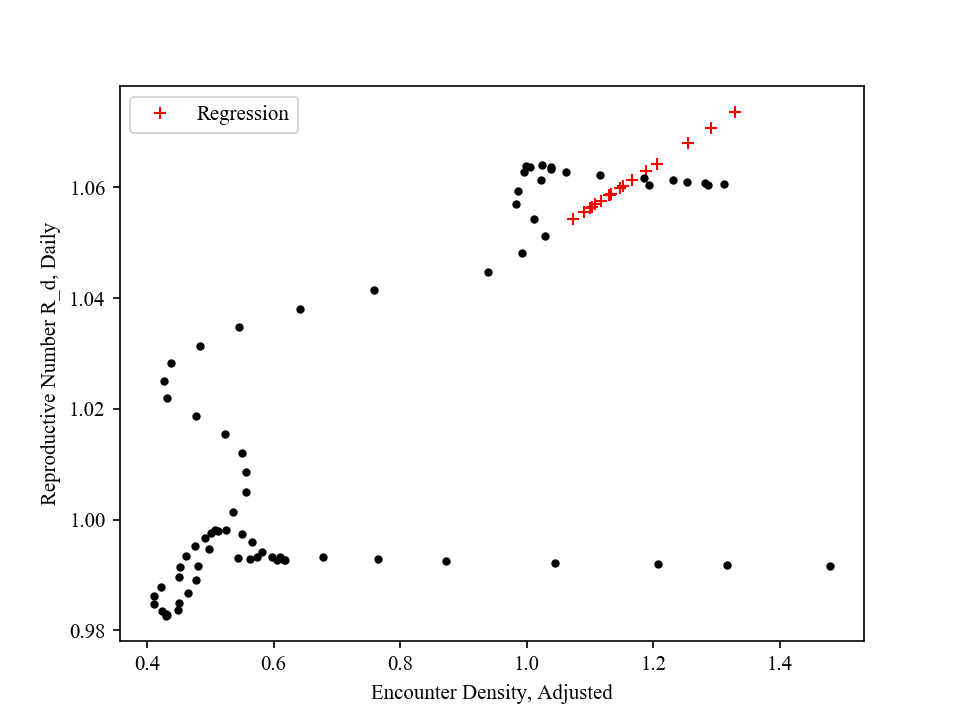 Regression
1.06
1.04
1.02
1.00
0.98
Reproductive Number R_d, Daily
0.4 0.6 0.8 1.0 1.2 1.4
Encounter Density, Adjusted